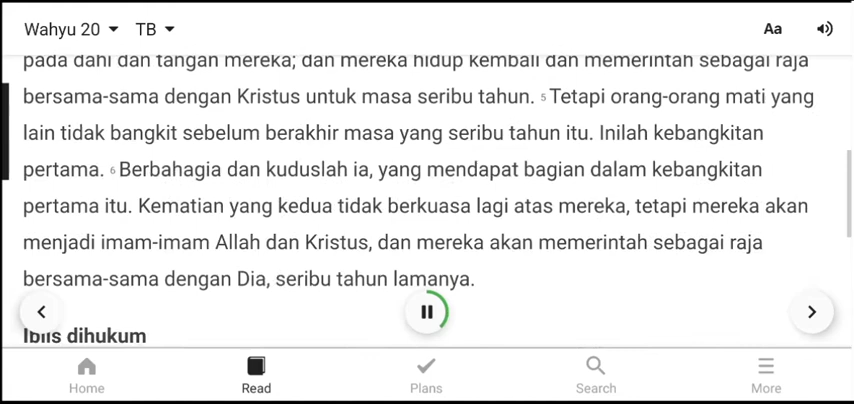 Wahyu 20 TB Aa
pada dahi dan tangan mereka; dan mereka hidup kembali dan memerintah sebagai raja
bersama-sama dengan Kristus untuk masa seribu tahun. 5 Tetapi orang-orang mati yang
lain tidak bangkit sebelum berakhir masa yang seribu tahun itu. Inilah kebangkitan
pertama. 6 Berbahagia dan kuduslah ia, yang mendapat bagian dalam kebangkitan
pertama itu. Kematian yang kedua tidak berkuasa lagi atas mereka, tetapi mereka akan
menjadi imam-imam Allah dan Kristus, dan mereka akan memerintah sebagai raja
bersama-sama dengan Dia, seribu tahun lamanya.
Iblis dihukum
Home Read Plans Search More